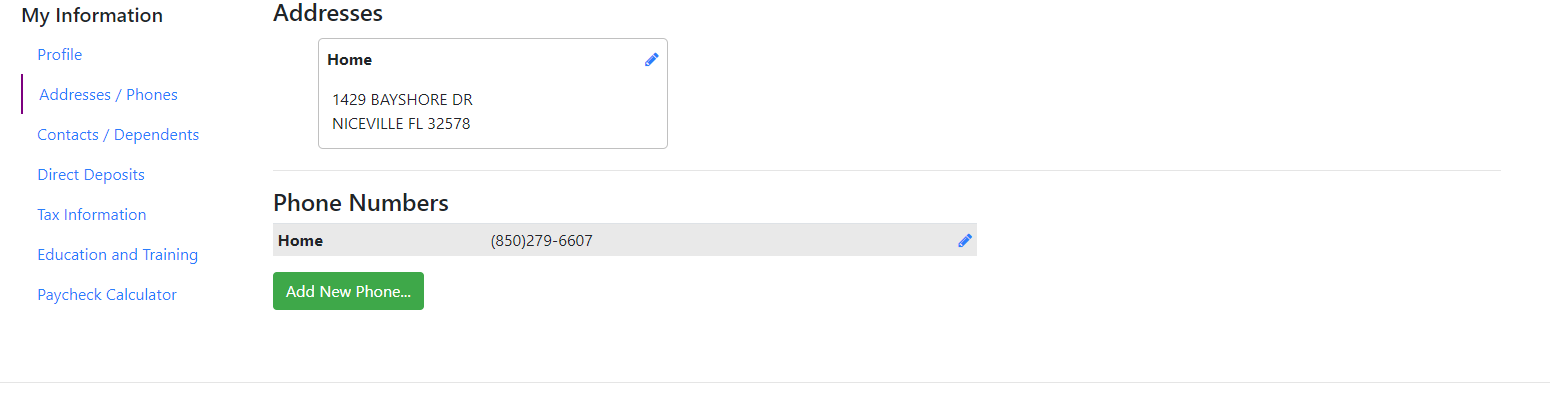 My Information
Profile
Addresses / Phones
Contacts / Dependents
Direct Deposits
Tax Information
Education and Training
Paycheck Calculator
Addresses
Home
1429 BAYSHORE DR
NICEVILLE FL 32578
Phone Numbers
Home (850)279-6607
Add New Phone...